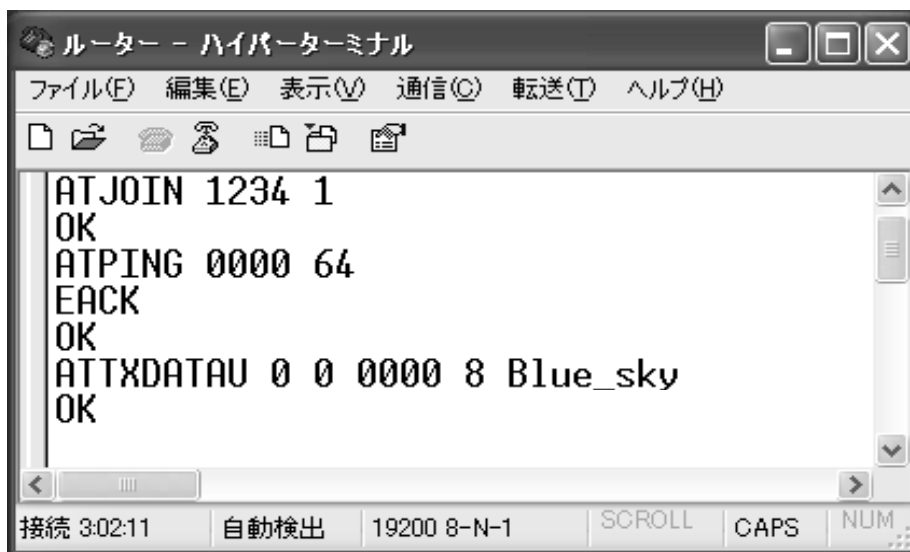 ルーター - ハイパーターミナル
ファイル(F) 編集(E) 表示(V) 通信(C) 転送(T) ヘルプ(H)
ATJOIN 1234 1
OK
ATPING 0000 64
EACK
OK
ATTXDATAU 0 0 0000 8 Blue_sky
OK
接続 3:02:11 自動検出 19200 8-N-1 SCROLL CAPS NUM